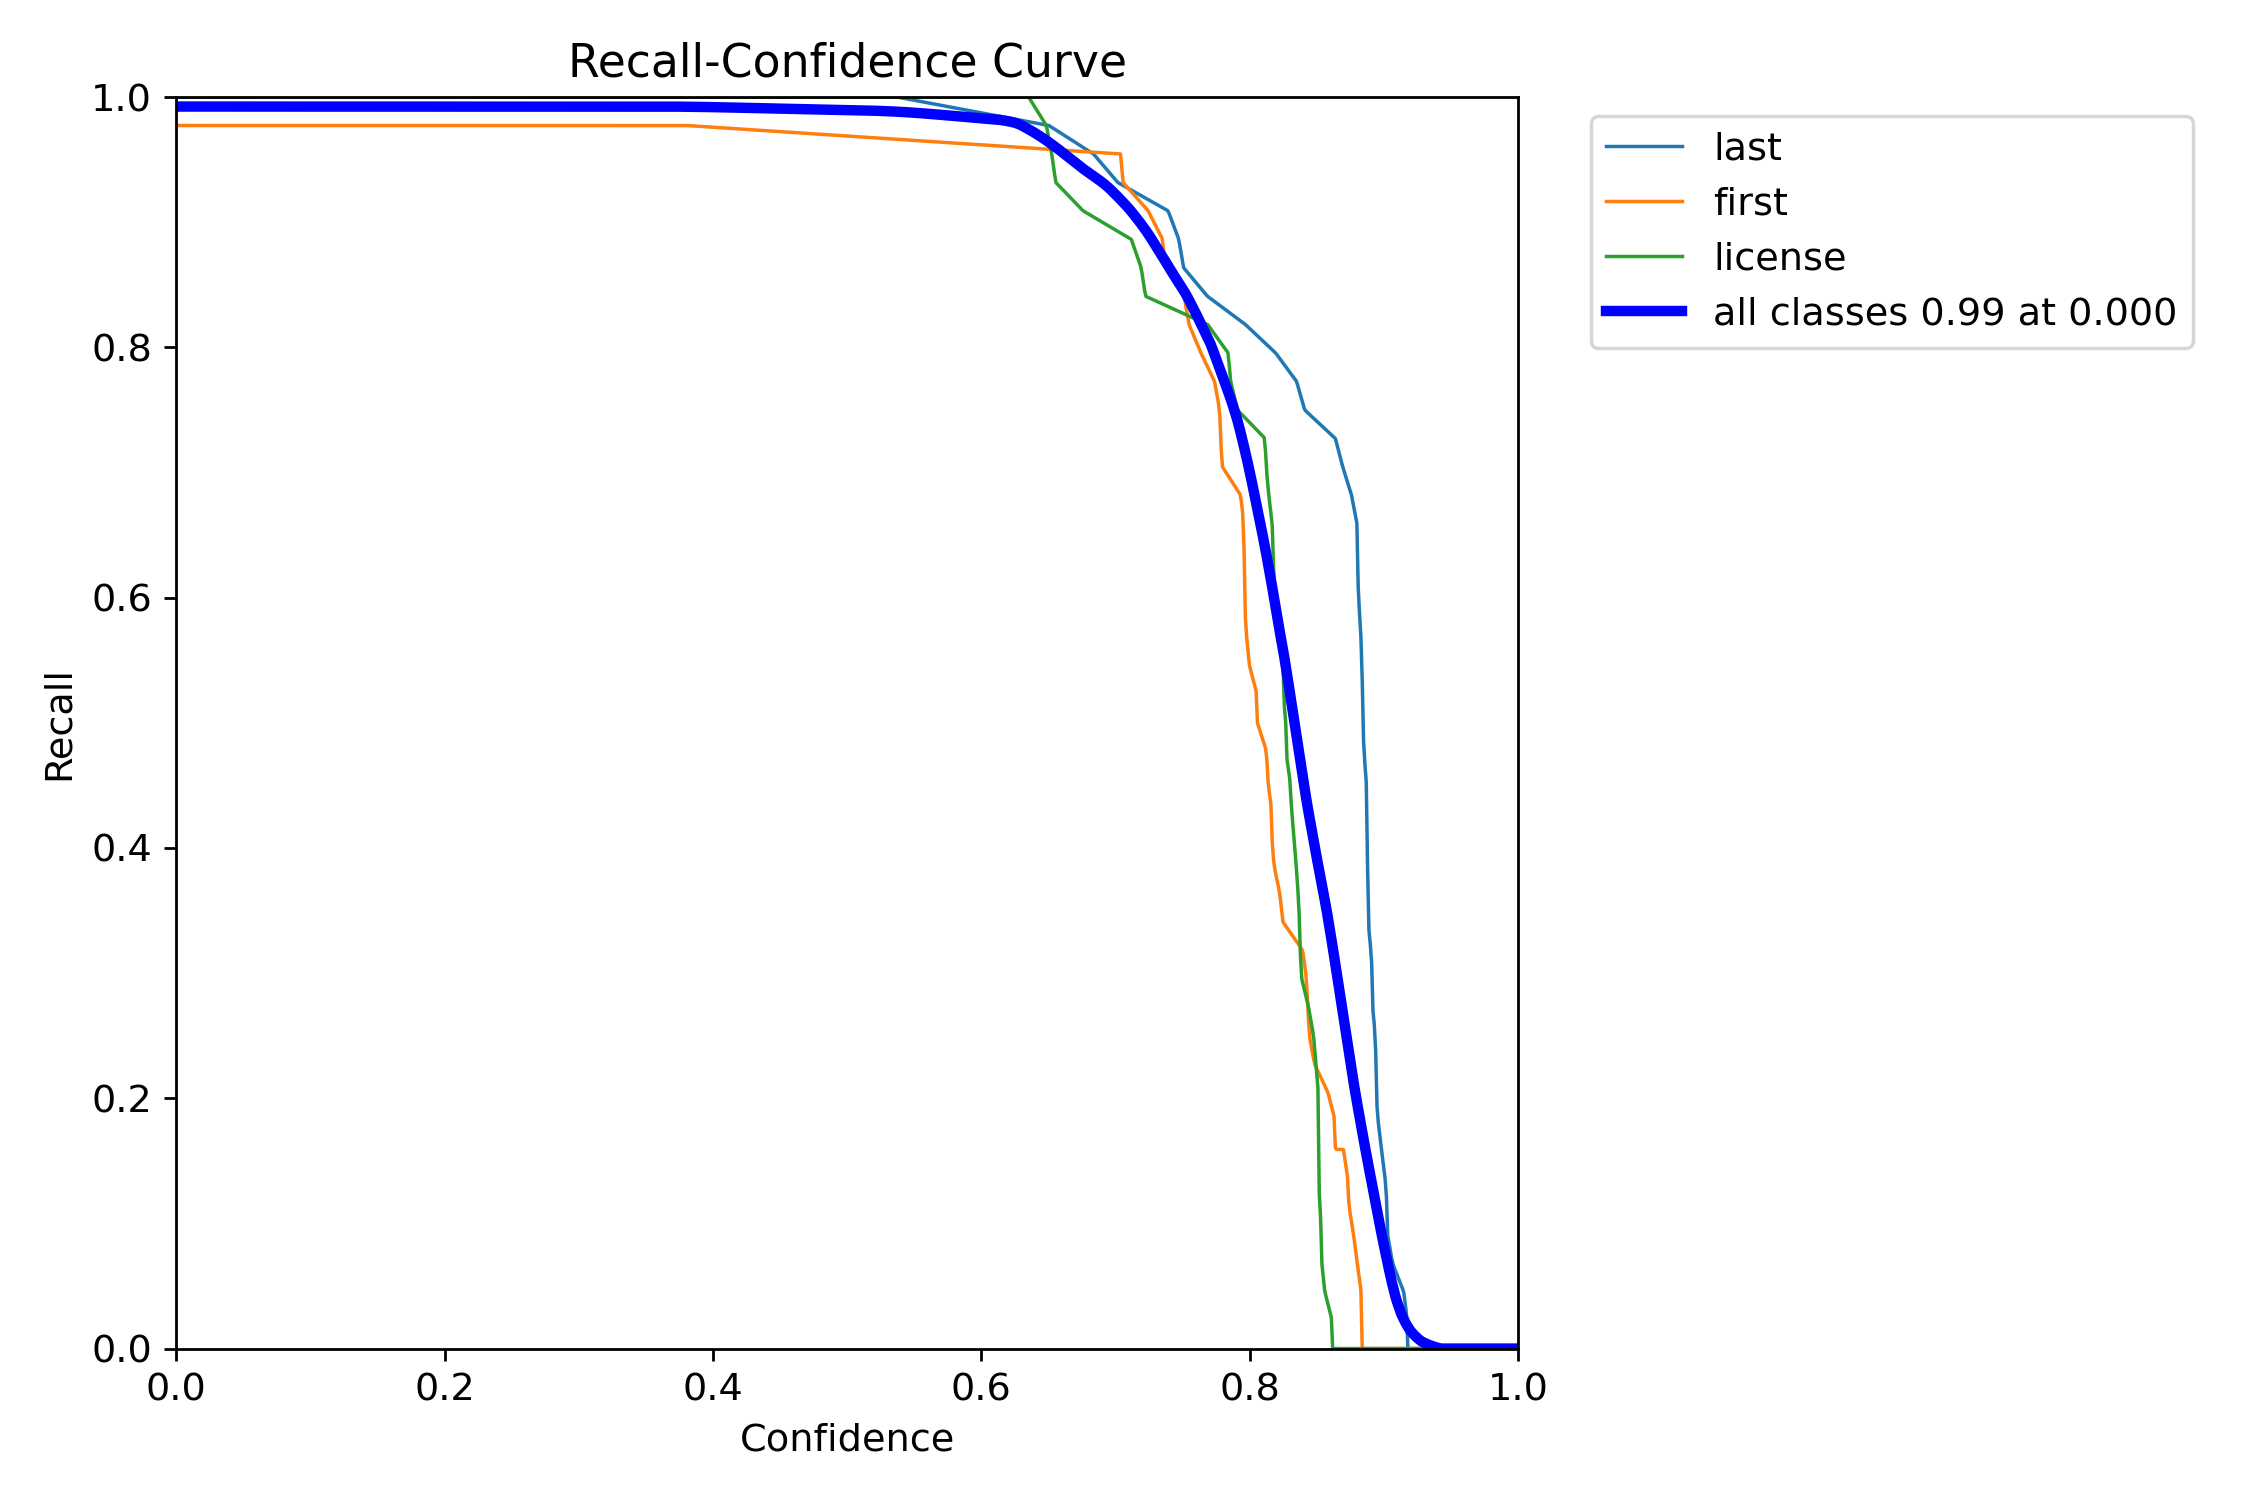 Recall-Confidence Curve
1.0
0.8
0.6
0.4
0.2
0.0
Recall
0.0 0.2 0.4 0.6 0.8 1.0
Confidence
last
first
license
all classes 0.99 at 0.000